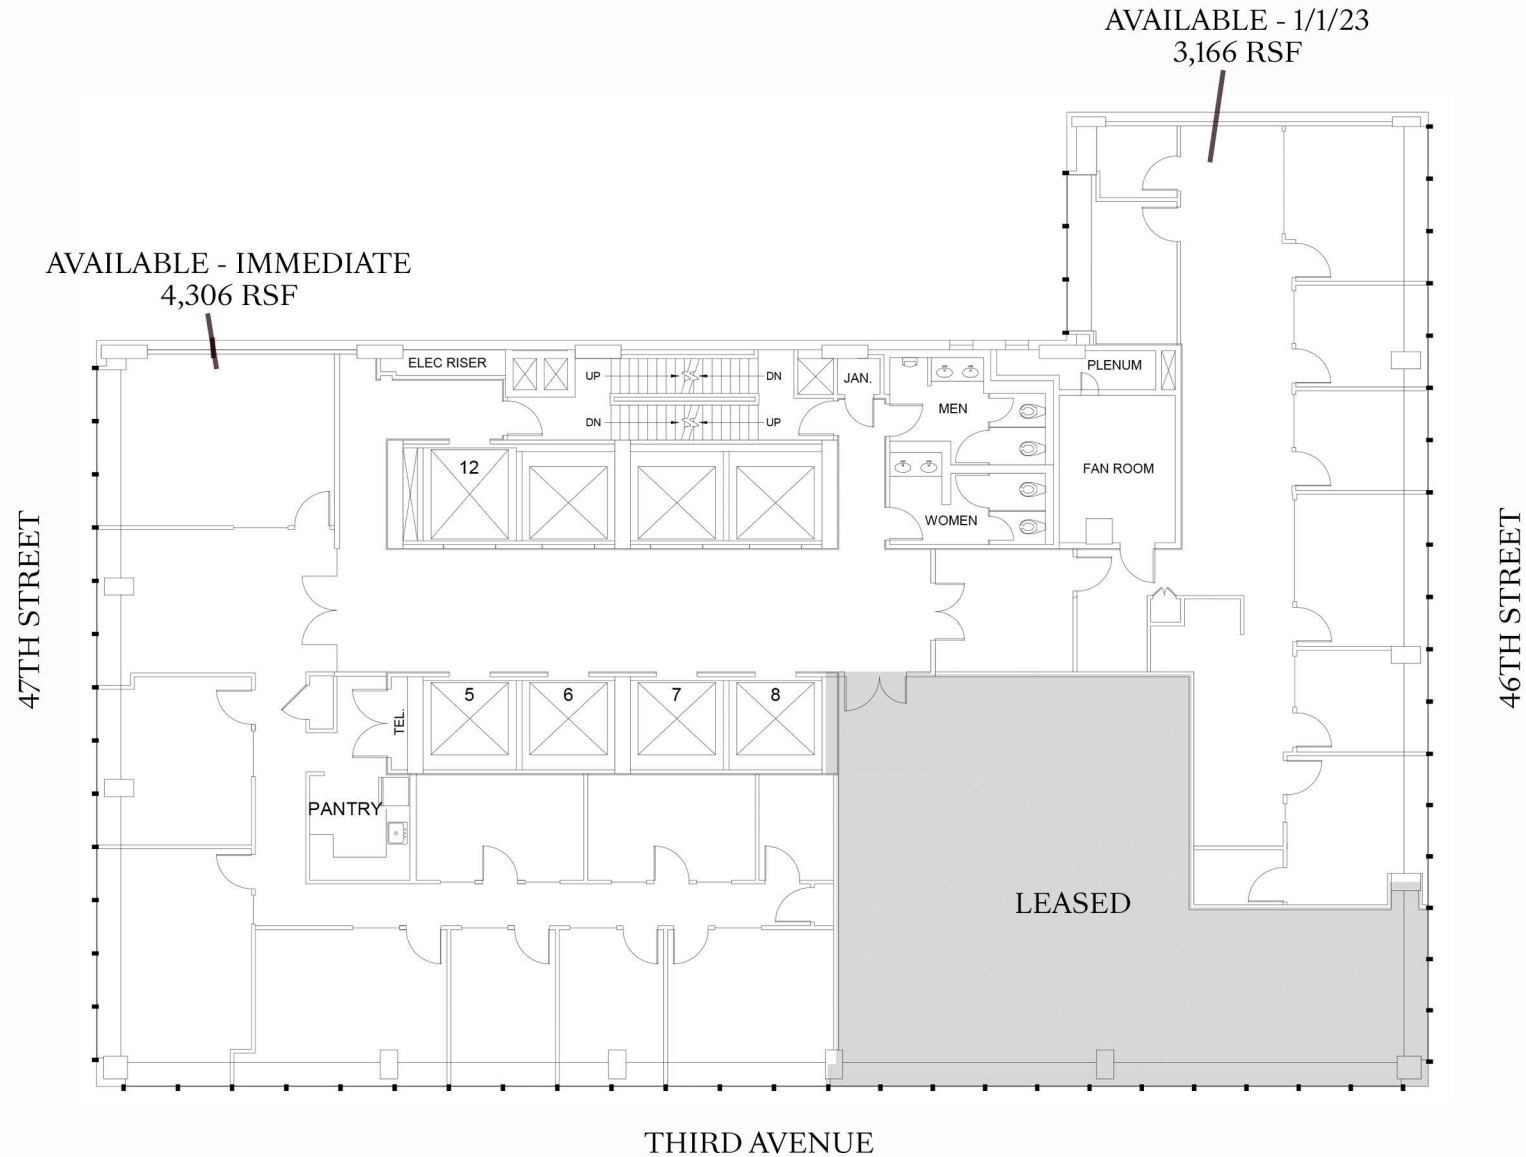 AVAILABLE - 1/1/23
3,166 RSF
AVAILABLE - IMMEDIATE
4,306 RSF
ELEC RISER
UP
DN
DN
UP
JAN.
MEN
PLENUM
FAN ROOM
WOMEN
12
47TH STREET
46TH STREET
TEL.
5
6
7
8
PANTRY
LEASED
THIRD AVENUE